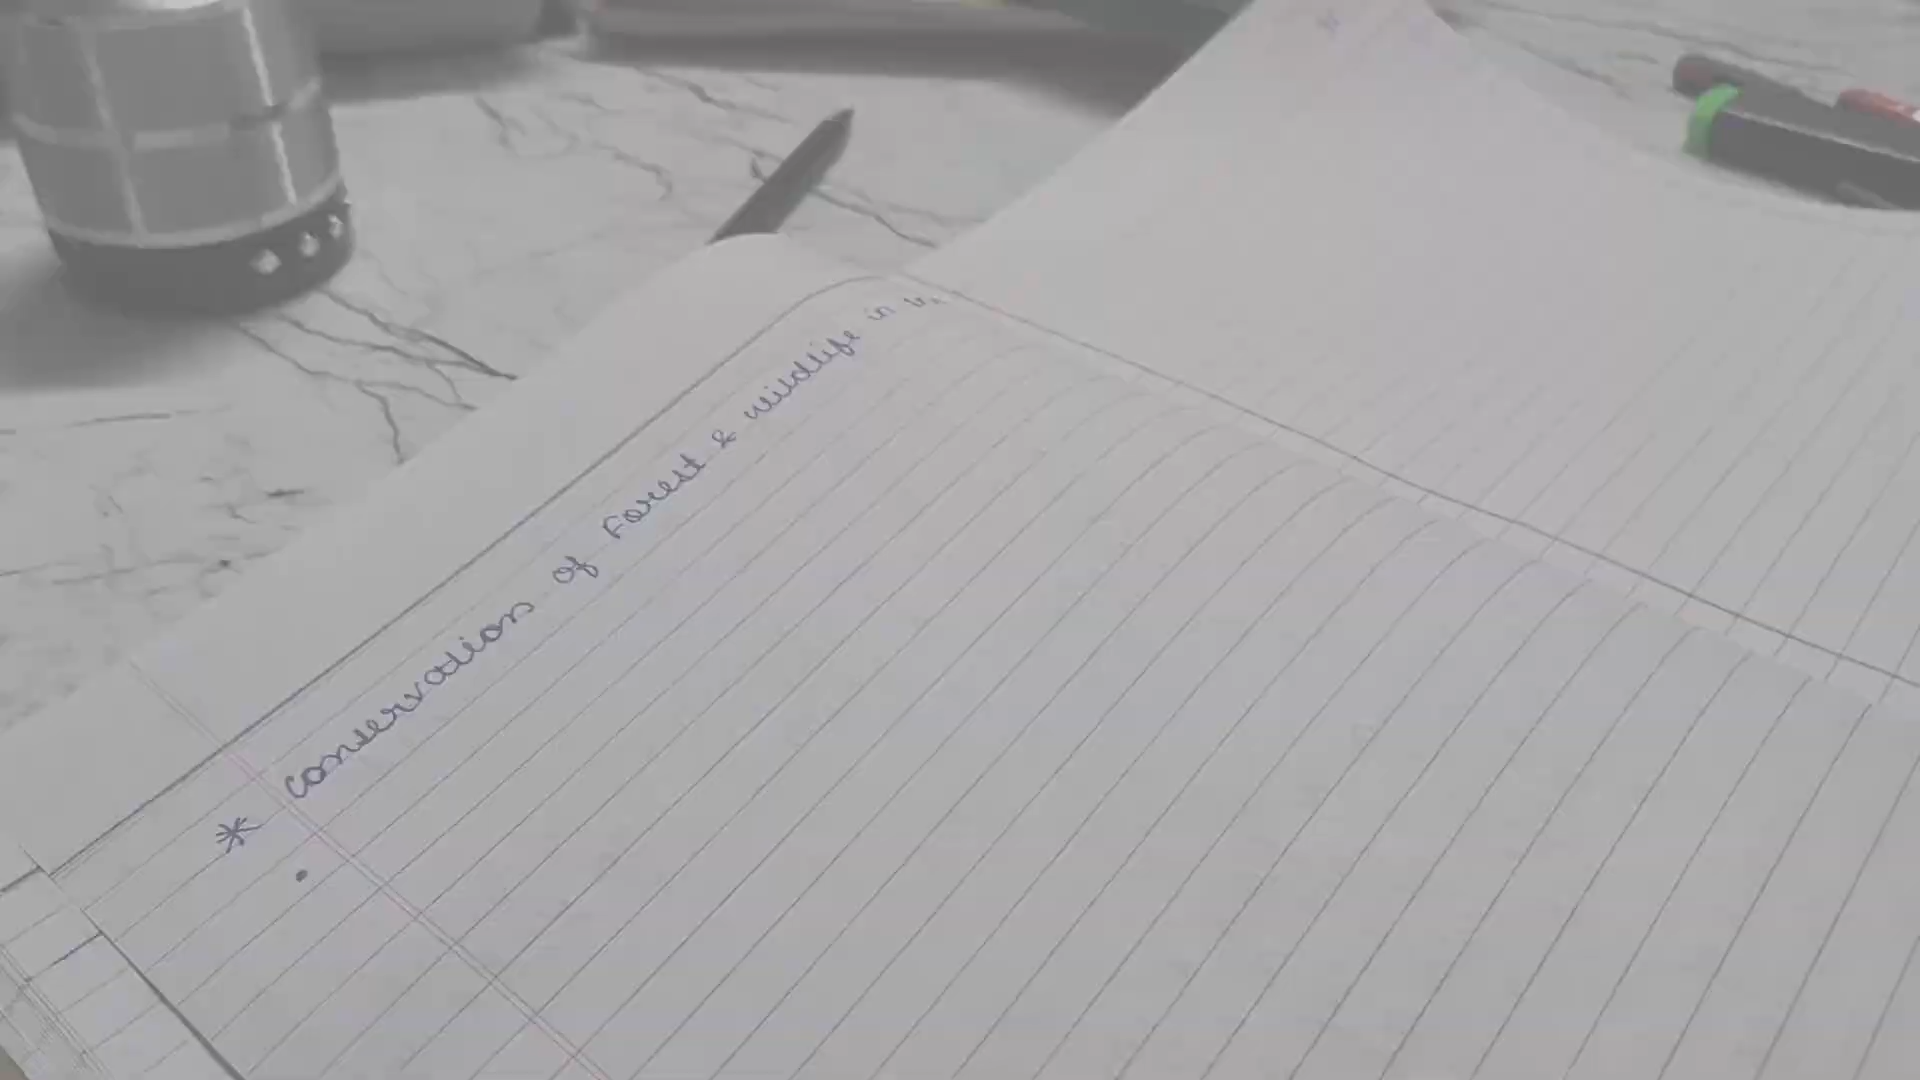 * conservation of Forest & wildlife in
•